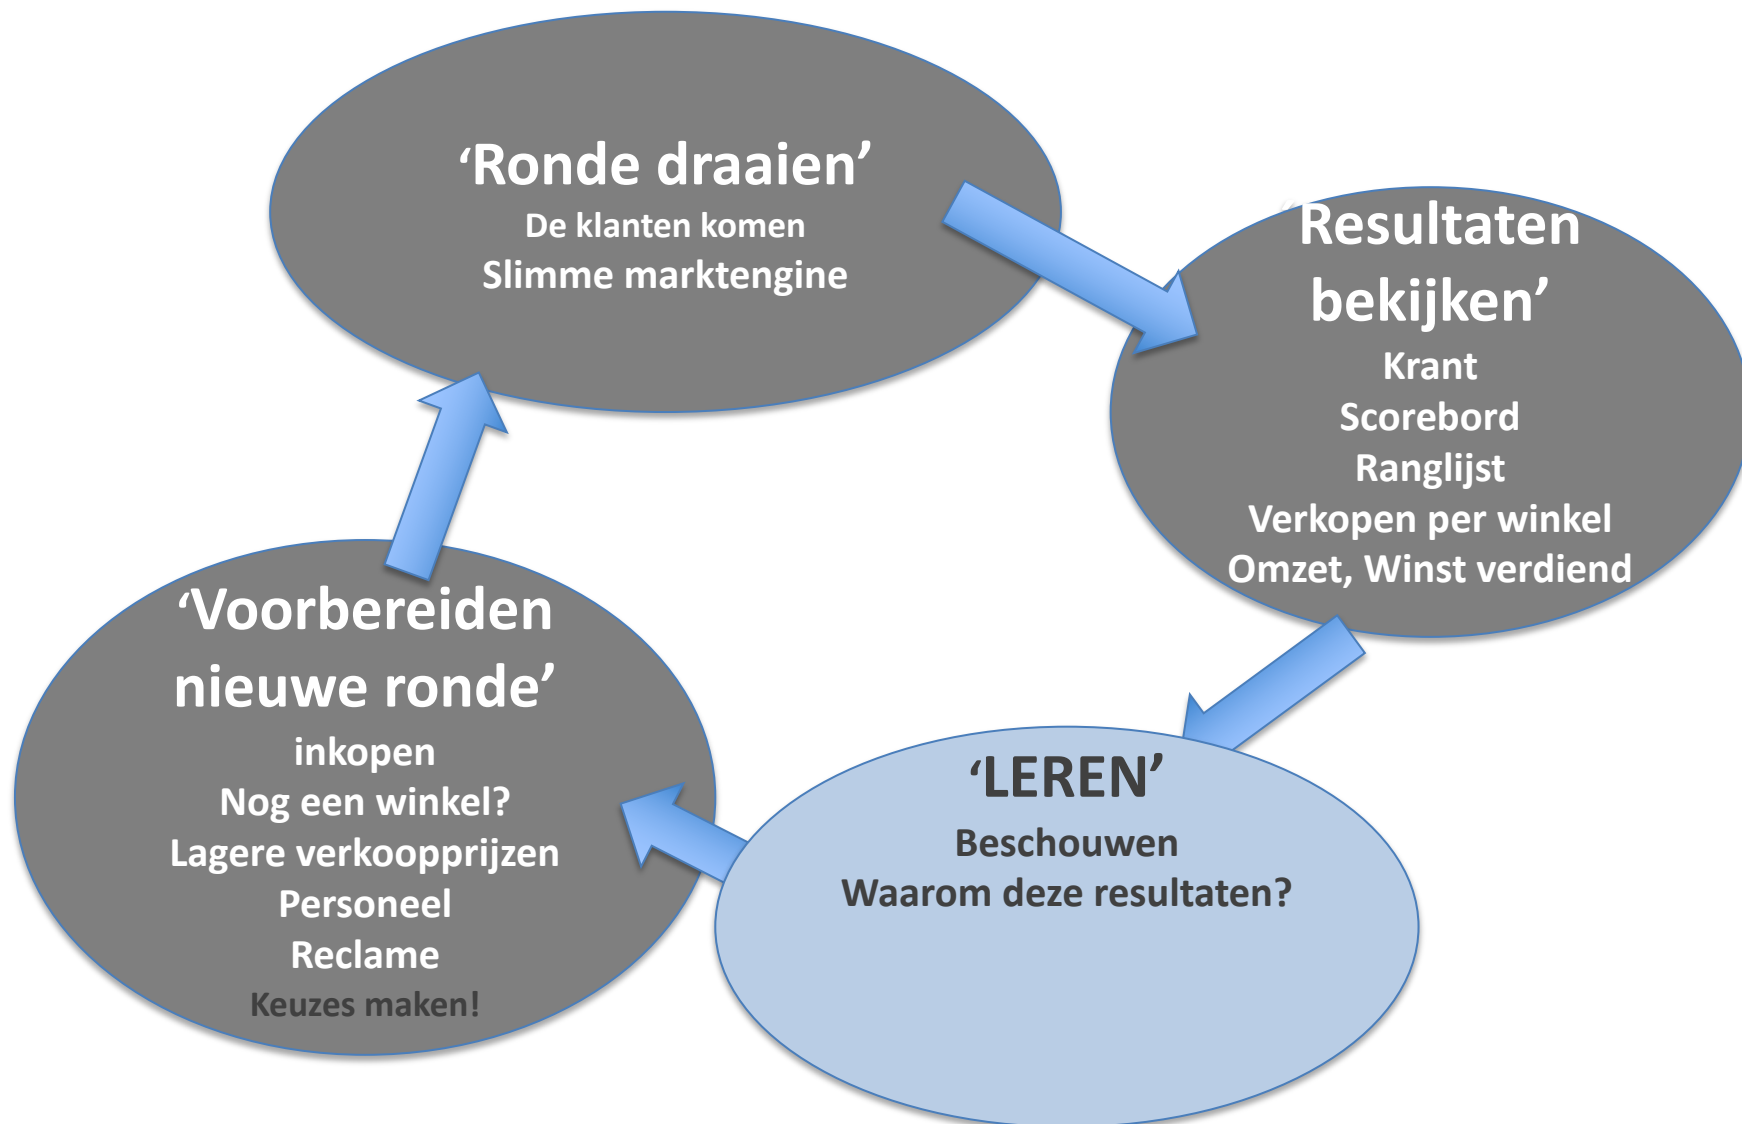 ‘Ronde draaien’
De klanten komen
Slimme marktengine
“Resultaten
bekijken’
Krant
Scorebord
Ranglijst
Verkopen per winkel
Omzet, Winst verdiend
‘LEREN’
Beschouwen
Waarom deze resultaten?
‘Voorbereiden
nieuwe ronde’
inkopen
Nog een winkel?
Lagere verkoopprijzen
Personeel
Reclame
Keuzes maken!